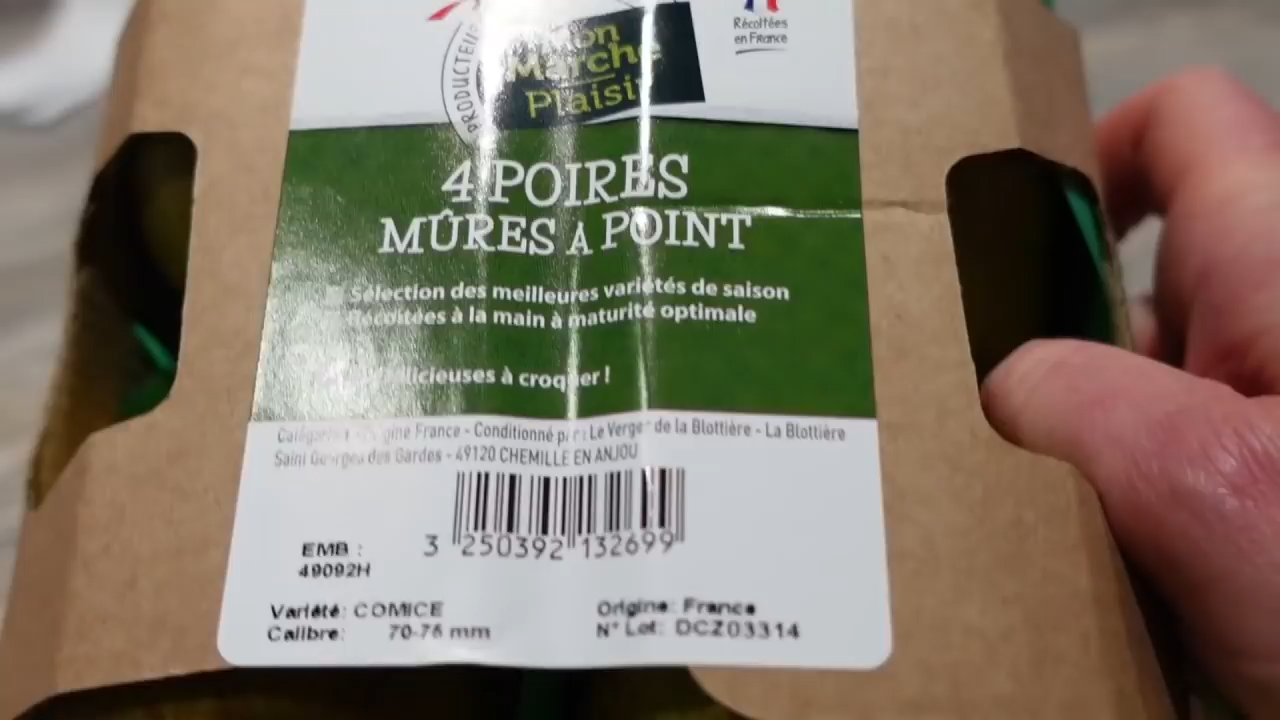 PRODUCTEUR
Mon
Marché
Plaisir
Récoltées
en France
4 POIRES
MÛRES À POINT
Sélection des meilleures variétés de saison
Récoltées à la main à maturité optimale
Délicieuses à croquer !
Catégorie I - Origine France - Conditionné par : Le Verger de la Blottière - La Blottière
Saint Georges des Gardes - 49120 CHEMILLE EN ANJOU
3 250392 132699
EMB :
49092H
Variété: COMICE
Calibre: 70-75 mm
Origine: France
N° Lot: DCZ03314